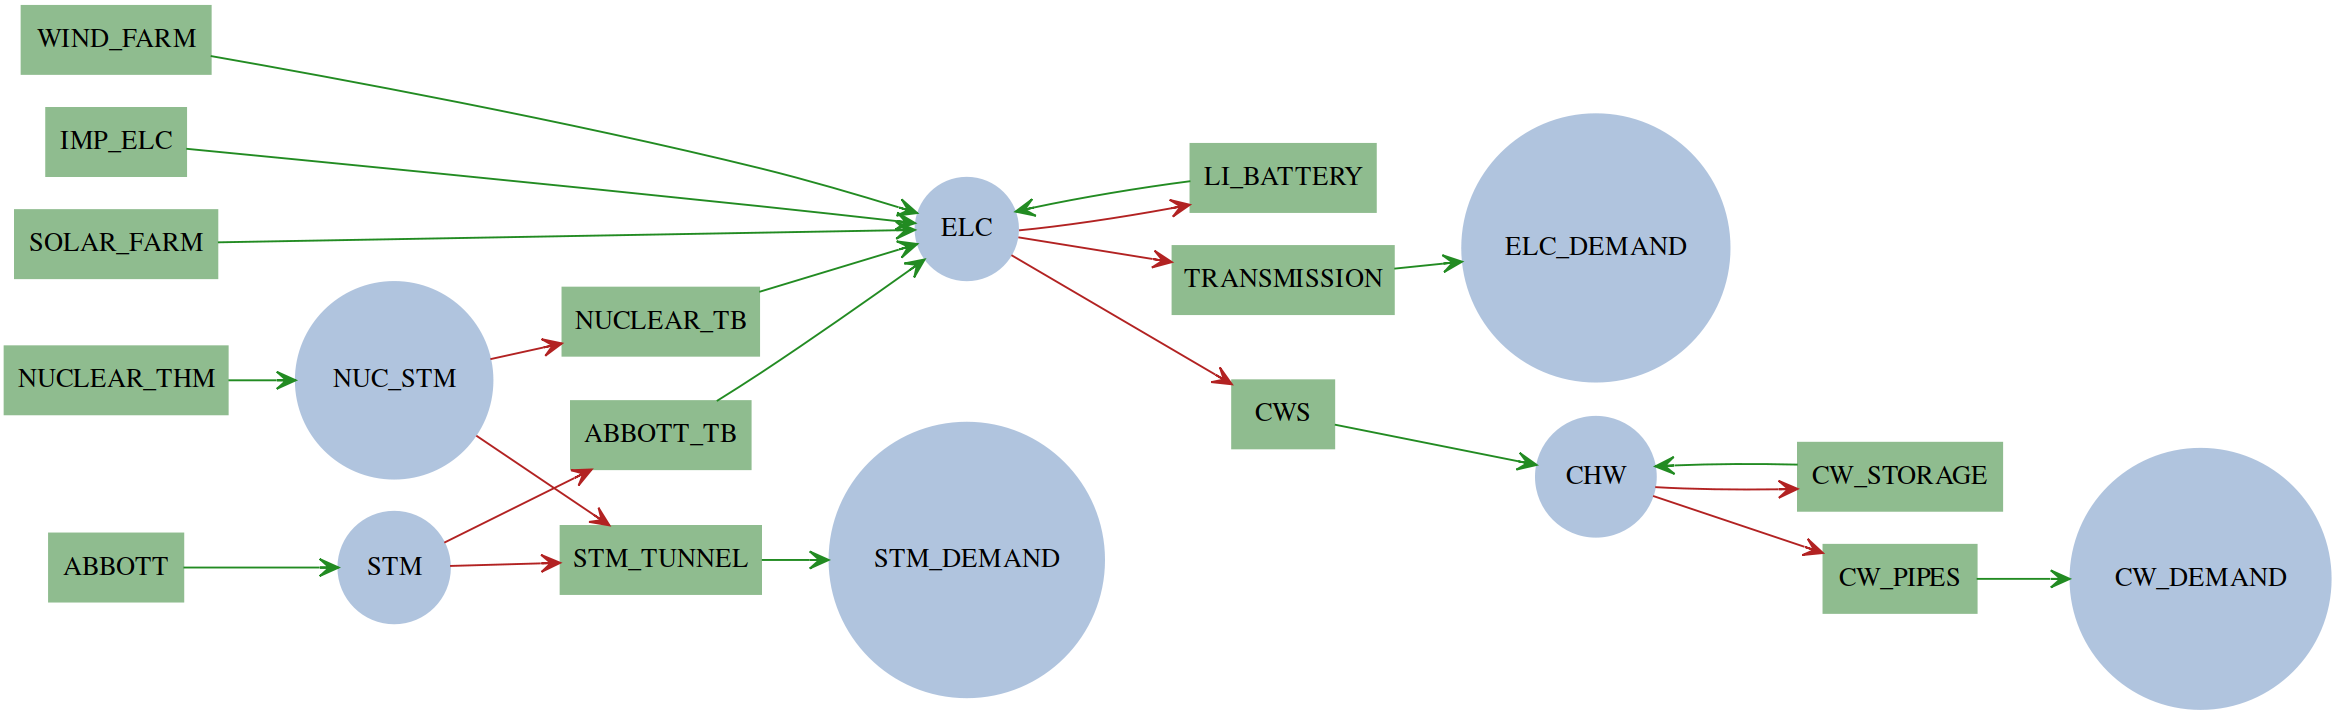 WIND_FARM
IMP_ELC
SOLAR_FARM
NUCLEAR_THM
ABBOTT
NUC_STM
STM
NUCLEAR_TB
ABBOTT_TB
STM_TUNNEL
ELC
STM_DEMAND
LI_BATTERY
TRANSMISSION
CWS
ELC_DEMAND
CHW
CW_STORAGE
CW_PIPES
CW_DEMAND